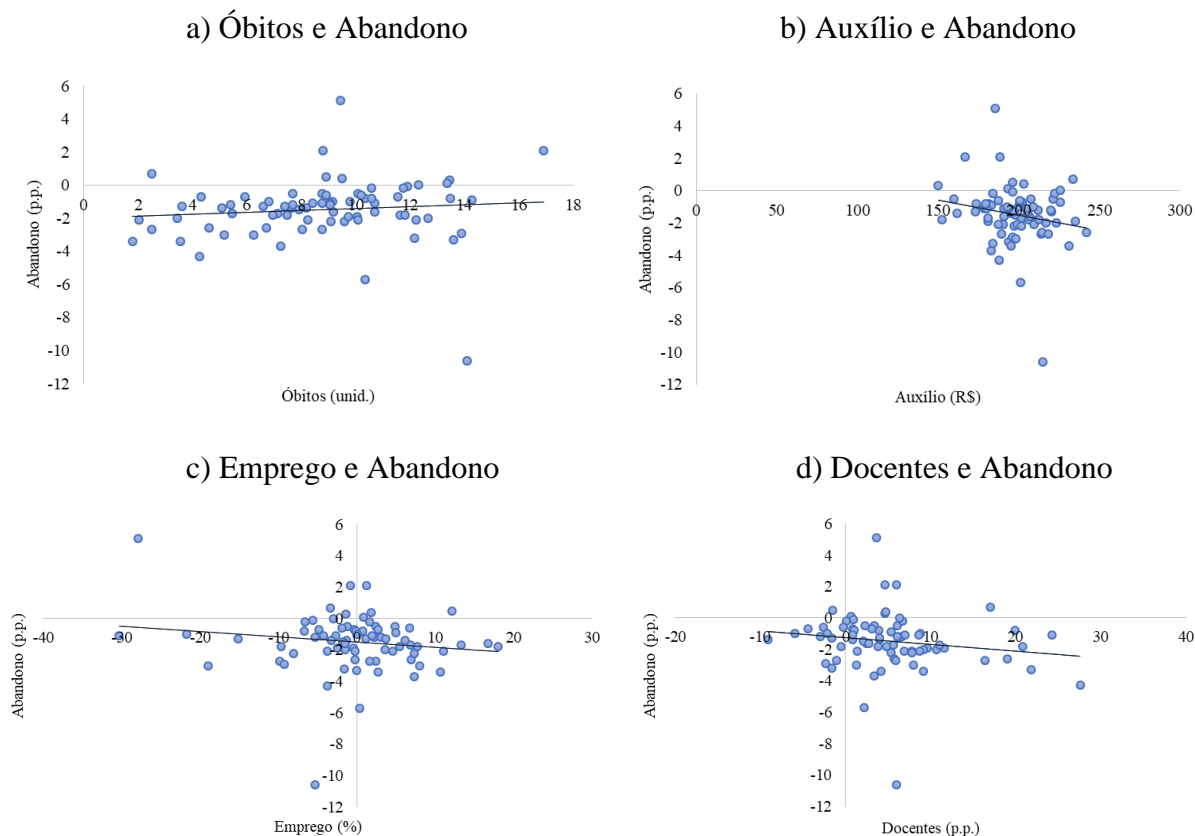 a) Óbitos e Abandono
6
4
2
0
-2
-4
-6
-8
-10
-12
0 2 4 6 8 10 12 14 16 18
Abandono (p.p.)
Óbitos (unid.)
b) Auxílio e Abandono
6
4
2
0
-2
-4
-6
-8
-10
-12
0 50 100 150 200 250 300
Abandono (p.p.)
Auxílio (R$)
c) Emprego e Abandono
6
4
2
0
-2
-4
-6
-8
-10
-12
-40 -30 -20 -10 0 10 20 30
Abandono (p.p.)
Emprego (%)
d) Docentes e Abandono
6
4
2
0
-2
-4
-6
-8
-10
-12
-20 -10 0 10 20 30 40
Abandono (p.p.)
Docentes (p.p.)